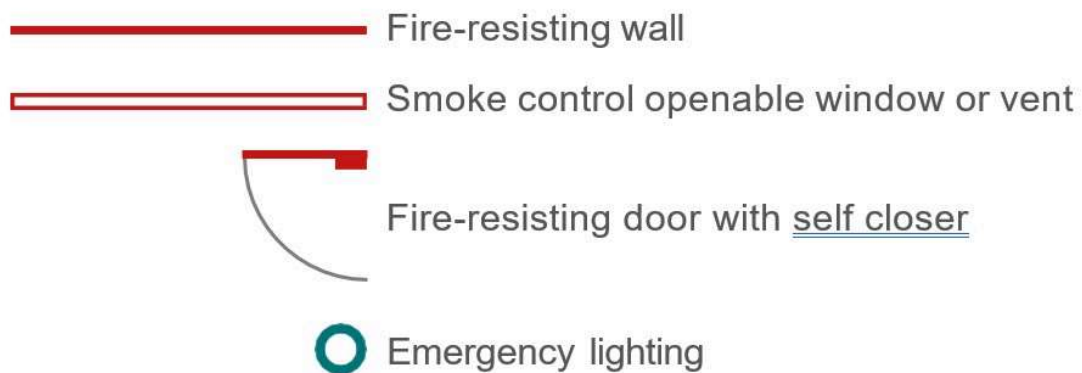 Fire-resisting wall
Smoke control openable window or vent
Fire-resisting door with self closer
Emergency lighting